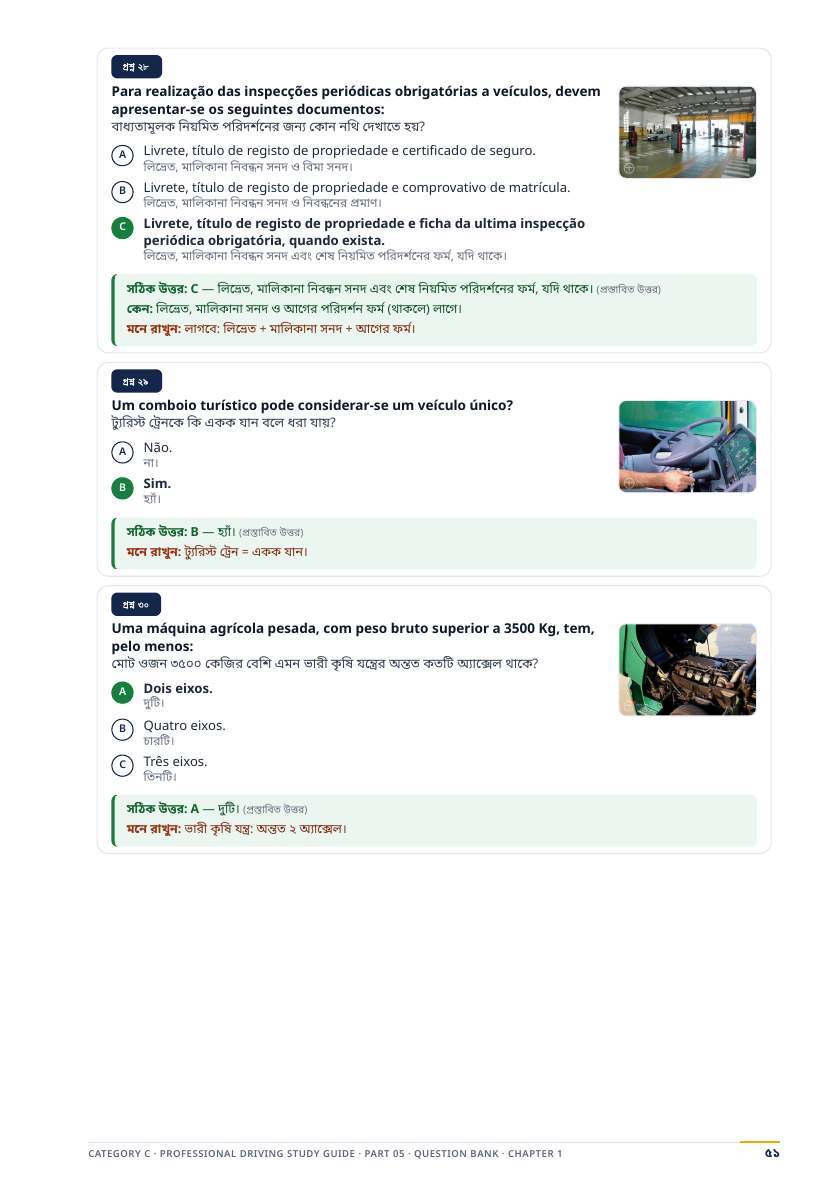 প্রশ্ন ২৮
Para realização das inspecções periódicas obrigatórias a veículos, devem
apresentar-se os seguintes documentos:
বাধ্যতামূলক নিয়মিত পরিদর্শনের জন্য কোন নথি দেখাতে হয়?
A Livrete, título de registo de propriedade e certificado de seguro.
লিভ্রেত, মালিকানা নিবন্ধন সনদ ও বিমা সনদ।
B Livrete, título de registo de propriedade e comprovativo de matrícula.
লিভ্রেত, মালিকানা নিবন্ধন সনদ ও নিবন্ধনের প্রমাণ।
C Livrete, título de registo de propriedade e ficha da ultima inspecção
periódica obrigatória, quando exista.
লিভ্রেত, মালিকানা নিবন্ধন সনদ এবং শেষ নিয়মিত পরিদর্শনের ফর্ম, যদি থাকে।
সঠিক উত্তর: C — লিভ্রেত, মালিকানা নিবন্ধন সনদ এবং শেষ নিয়মিত পরিদর্শনের ফর্ম, যদি থাকে। (প্রস্তাবিত উত্তর)
কেন: লিভ্রেত, মালিকানা সনদ ও আগের পরিদর্শন ফর্ম (থাকলে) লাগে।
মনে রাখুন: লাগবে: লিভ্রেত + মালিকানা সনদ + আগের ফর্ম।
প্রশ্ন ২৯
Um comboio turístico pode considerar-se um veículo único?
ট্যুরিস্ট ট্রেনকে কি একক যান বলে ধরা যায়?
A Não.
না।
B Sim.
হ্যাঁ।
সঠিক উত্তর: B — হ্যাঁ। (প্রস্তাবিত উত্তর)
মনে রাখুন: ট্যুরিস্ট ট্রেন = একক যান।
প্রশ্ন ৩০
Uma máquina agrícola pesada, com peso bruto superior a 3500 Kg, tem,
pelo menos:
মোট ওজন ৩৫০০ কেজির বেশি এমন ভারী কৃষি যন্ত্রের অন্তত কতটি অ্যাক্সেল থাকে?
A Dois eixos.
দুটি।
B Quatro eixos.
চারটি।
C Três eixos.
তিনটি।
সঠিক উত্তর: A — দুটি। (প্রস্তাবিত উত্তর)
মনে রাখুন: ভারী কৃষি যন্ত্র: অন্তত ২ অ্যাক্সেল।
CATEGORY C · PROFESSIONAL DRIVING STUDY GUIDE · PART 05 · QUESTION BANK · CHAPTER 1
৫১